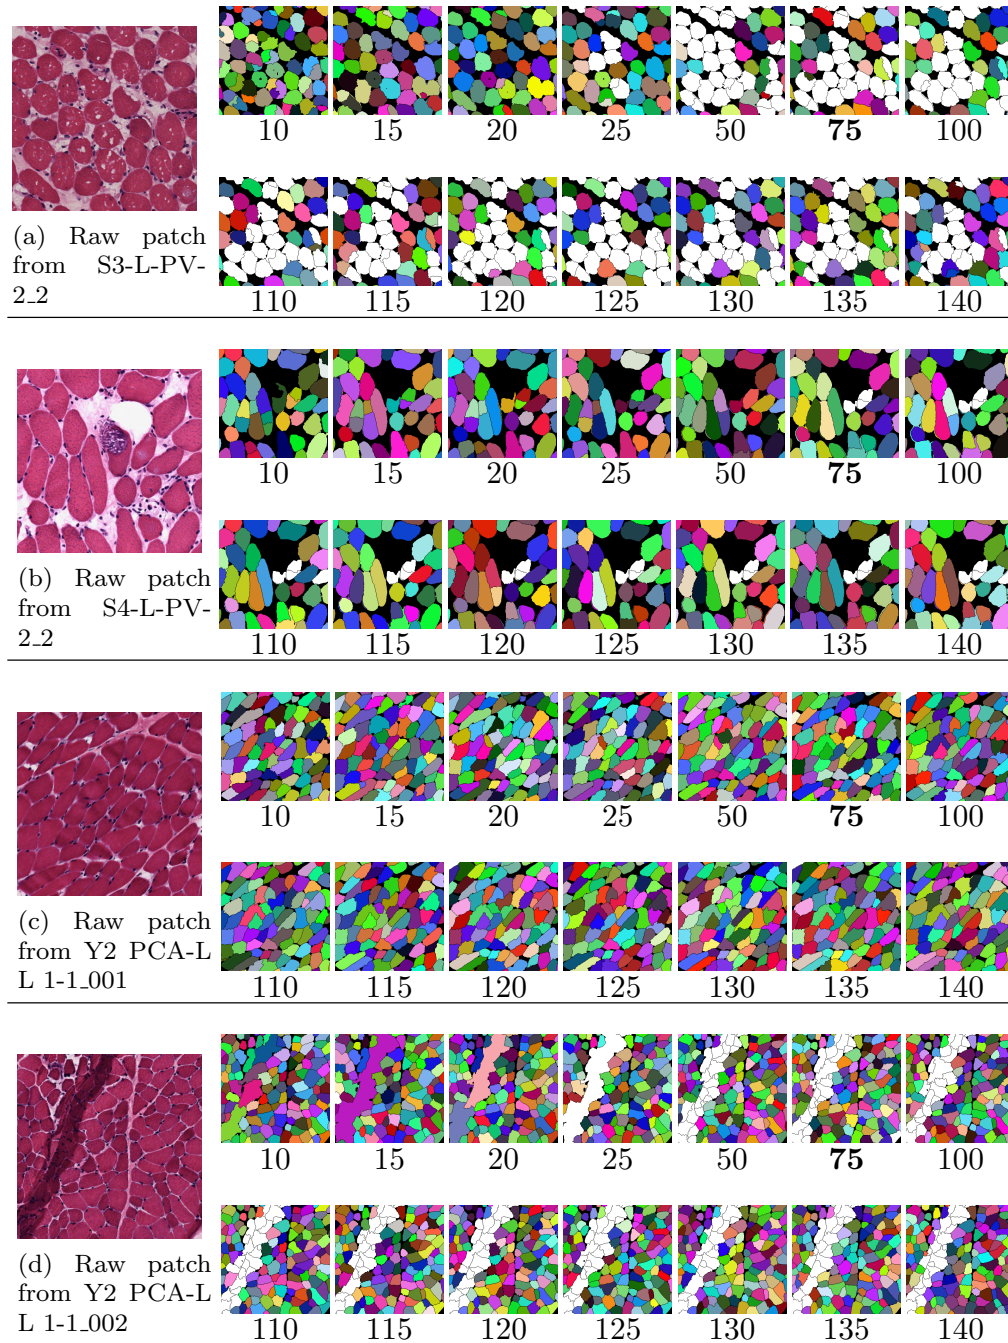 10 15 20 25 50 75 100
(a) Raw patch
from S3-L-PV-
2_2
110 115 120 125 130 135 140
10 15 20 25 50 75 100
(b) Raw patch
from S4-L-PV-
2_2
110 115 120 125 130 135 140
10 15 20 25 50 75 100
(c) Raw patch
from Y2 PCA-L
L 1-1_001
110 115 120 125 130 135 140
10 15 20 25 50 75 100
(d) Raw patch
from Y2 PCA-L
L 1-1_002
110 115 120 125 130 135 140